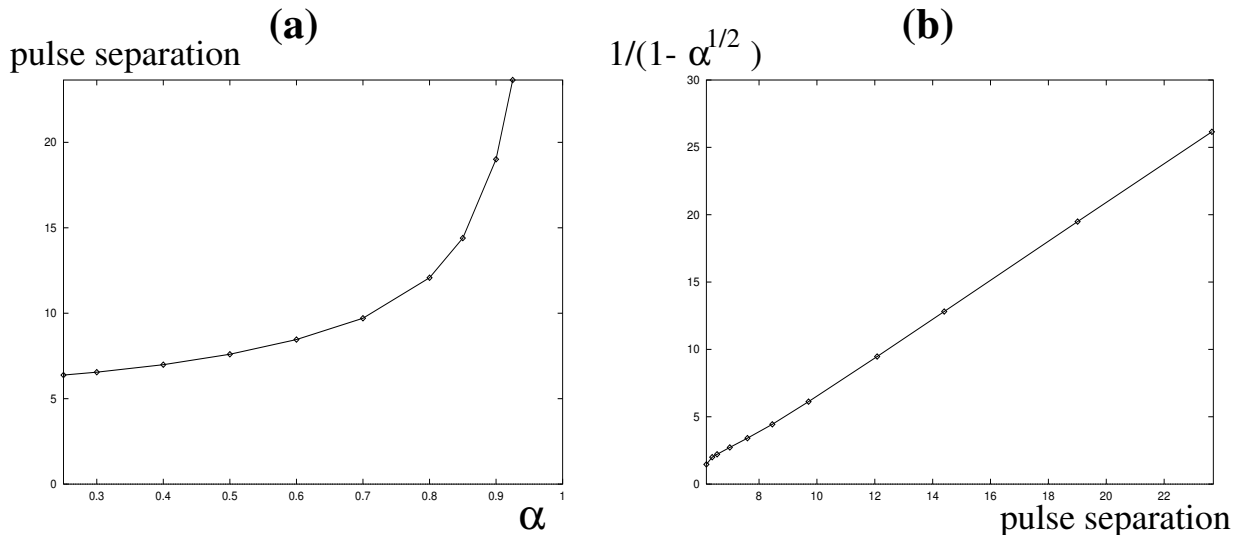 (a)
pulse separation
20
15
10
5
0
0.3 0.4 0.5 0.6 0.7 0.8 0.9 1
α
(b)
1/(1- α^{1/2} )
30
25
20
15
10
5
0
8 10 12 14 16 18 20 22
pulse separation